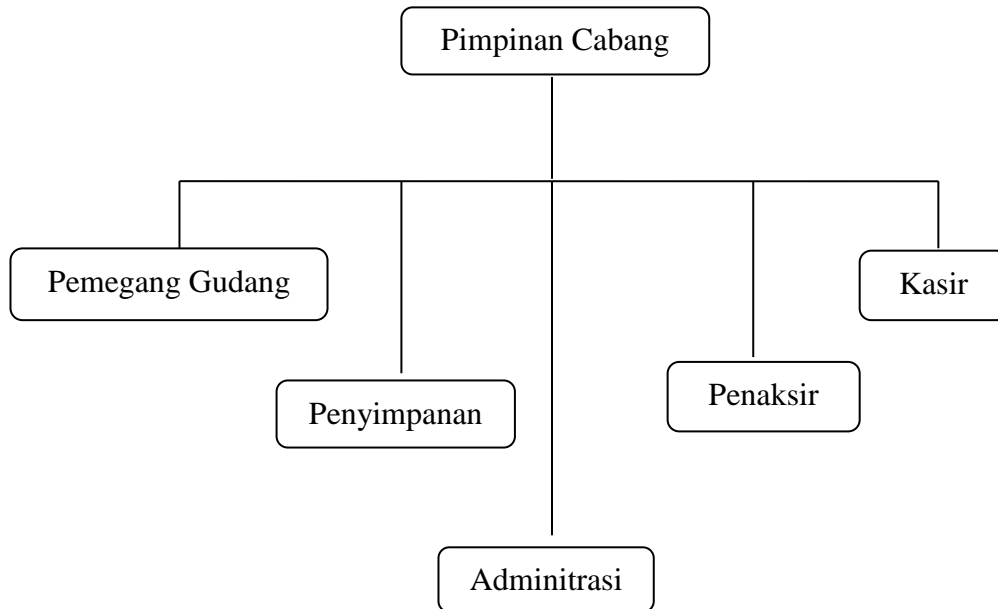 Pimpinan Cabang
Pemegang Gudang
Kasir
Penyimpanan
Penaksir
Adminitrasi